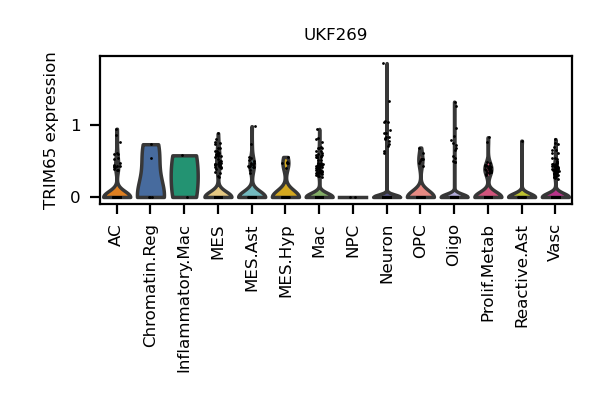 UKF269
TRIM65 expression
1
0
AC
Chromatin.Reg
Inflammatory.Mac
MES
MES.Ast
MES.Hyp
Mac
NPC
Neuron
OPC
Oligo
Prolif.Metab
Reactive.Ast
Vasc